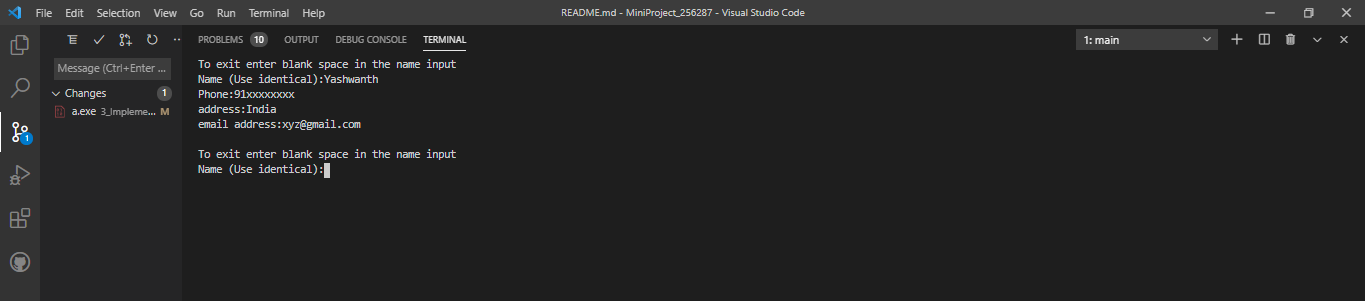 File Edit Selection View Go Run Terminal Help
README.md - MiniProject_256287 - Visual Studio Code
PROBLEMS 10 OUTPUT DEBUG CONSOLE TERMINAL
1: main
Message (Ctrl+Enter ...
Changes 1
a.exe 3_Impleme... M
1
To exit enter blank space in the name input
Name (Use identical):Yashwanth
Phone:91xxxxxxxx
address:India
email address:xyz@gmail.com
To exit enter blank space in the name input
Name (Use identical):